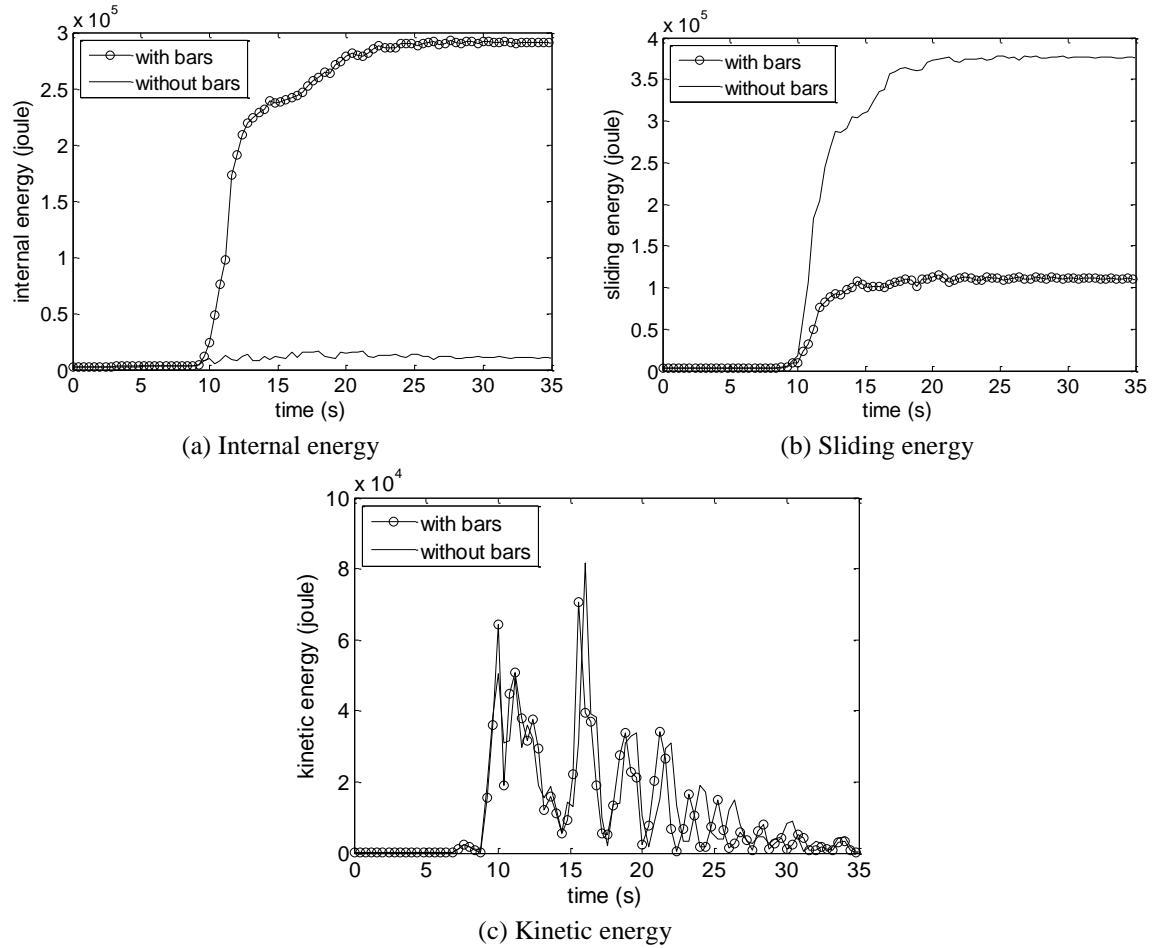 x 10^5
3
2.5
2
1.5
1
0.5
0
internal energy (joule)
with bars
without bars
0 5 10 15 20 25 30 35
time (s)
(a) Internal energy
x 10^5
4
3.5
3
2.5
2
1.5
1
0.5
0
sliding energy (joule)
with bars
without bars
0 5 10 15 20 25 30 35
time (s)
(b) Sliding energy
x 10^4
10
8
6
4
2
0
kinetic energy (joule)
with bars
without bars
0 5 10 15 20 25 30 35
time (s)
(c) Kinetic energy